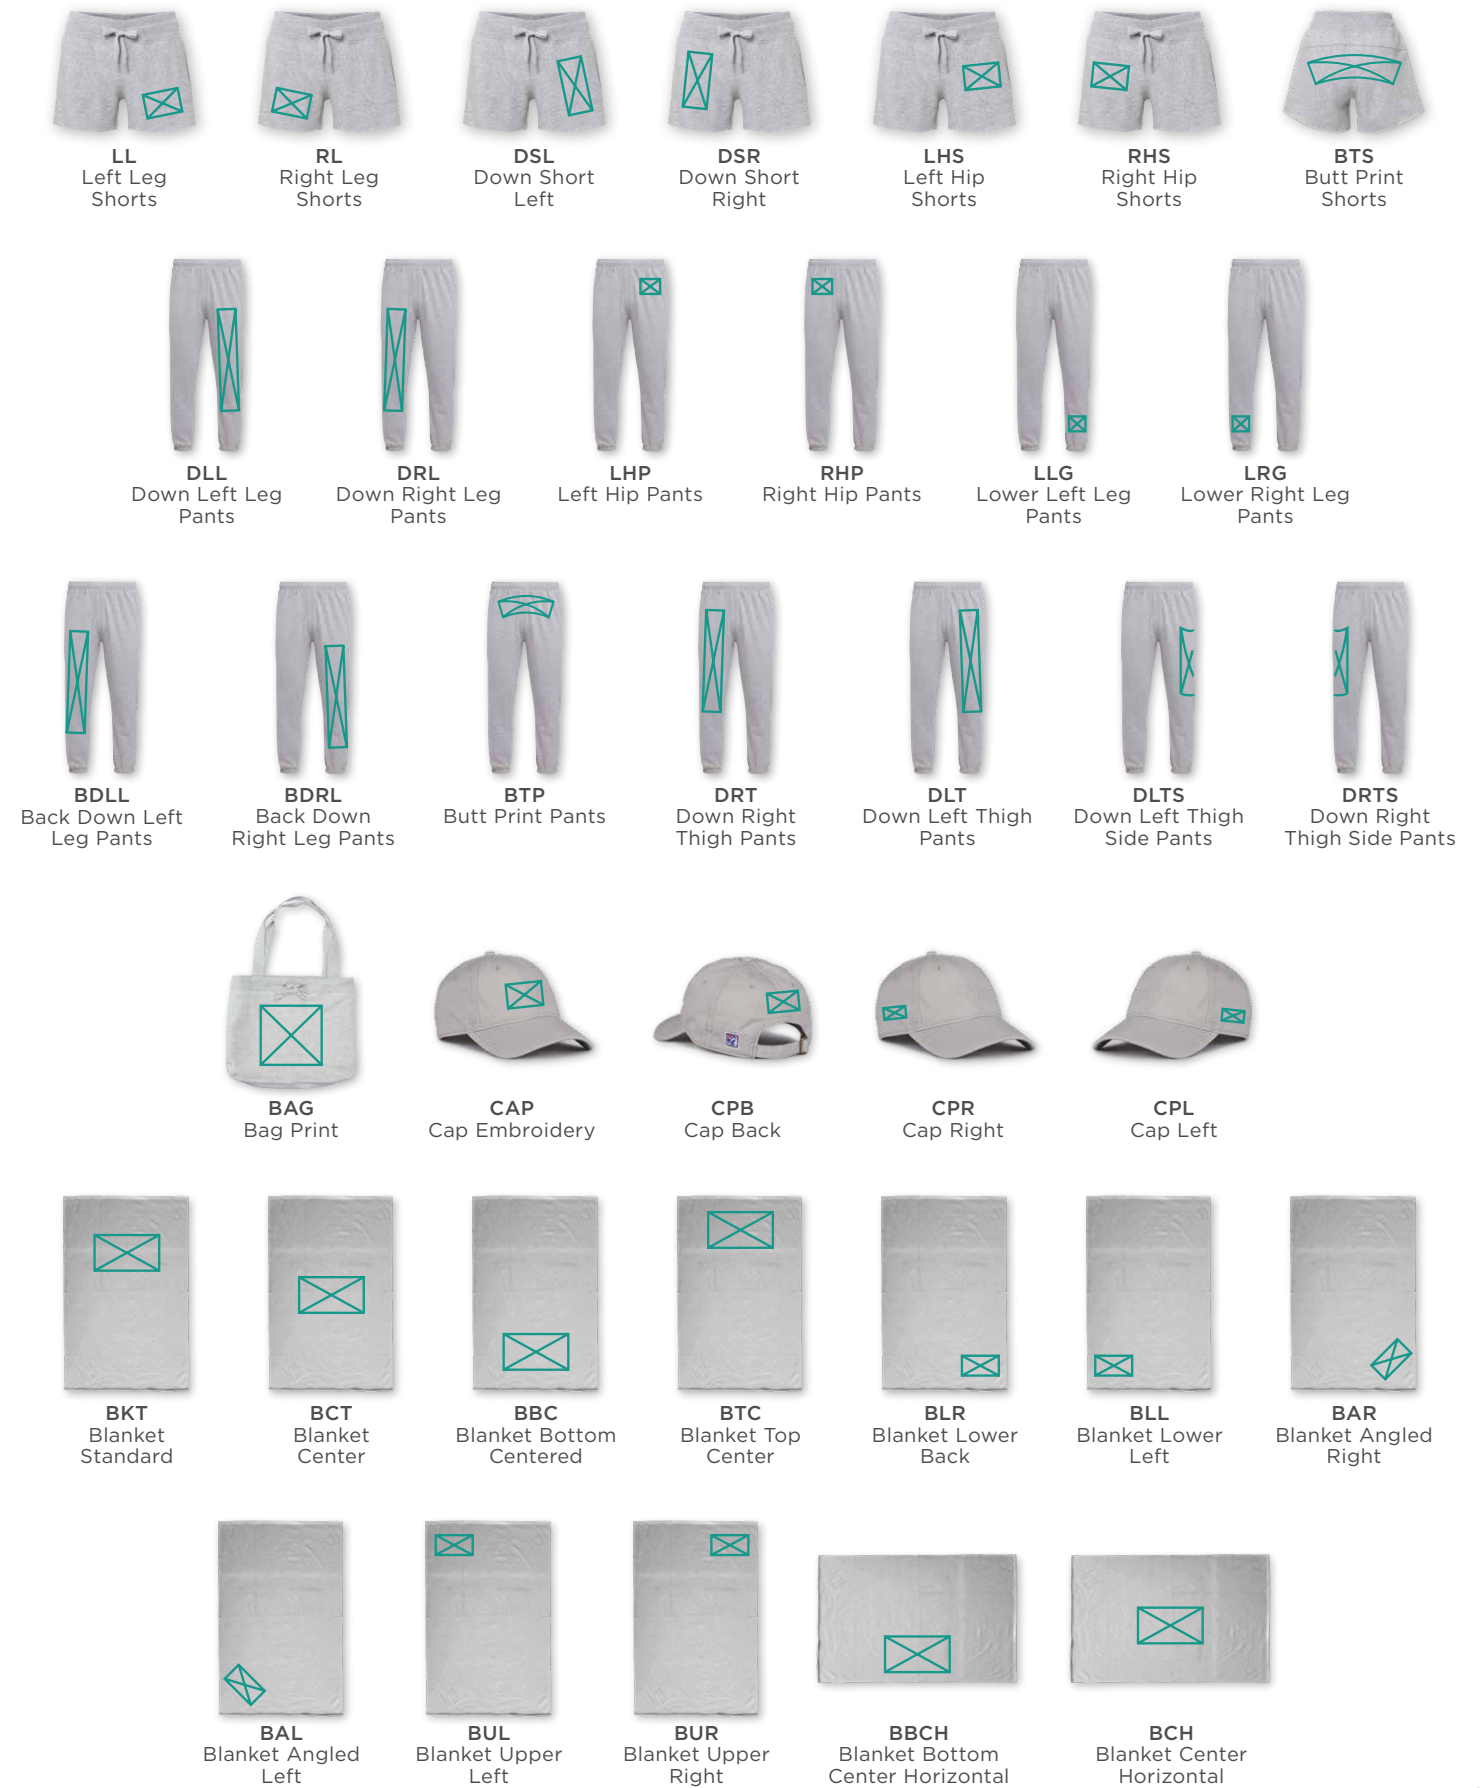 LL
Left Leg
Shorts
RL
Right Leg
Shorts
DSL
Down Short
Left
DSR
Down Short
Right
LHS
Left Hip
Shorts
RHS
Right Hip
Shorts
BTS
Butt Print
Shorts
DLL
Down Left Leg
Pants
DRL
Down Right Leg
Pants
LHP
Left Hip Pants
RHP
Right Hip Pants
LLG
Lower Left Leg
Pants
LRG
Lower Right Leg
Pants
BDLL
Back Down Left
Leg Pants
BDRL
Back Down
Right Leg Pants
BTP
Butt Print Pants
DRT
Down Right
Thigh Pants
DLT
Down Left Thigh
Pants
DLTS
Down Left Thigh
Side Pants
DRTS
Down Right
Thigh Side Pants
BAG
Bag Print
CAP
Cap Embroidery
CPB
Cap Back
CPR
Cap Right
CPL
Cap Left
BKT
Blanket
Standard
BCT
Blanket
Center
BBC
Blanket Bottom
Centered
BTC
Blanket Top
Center
BLR
Blanket Lower
Back
BLL
Blanket Lower
Left
BAR
Blanket Angled
Right
BAL
Blanket Angled
Left
BUL
Blanket Upper
Left
BUR
Blanket Upper
Right
BBCH
Blanket Bottom
Center Horizontal
BCH
Blanket Center
Horizontal